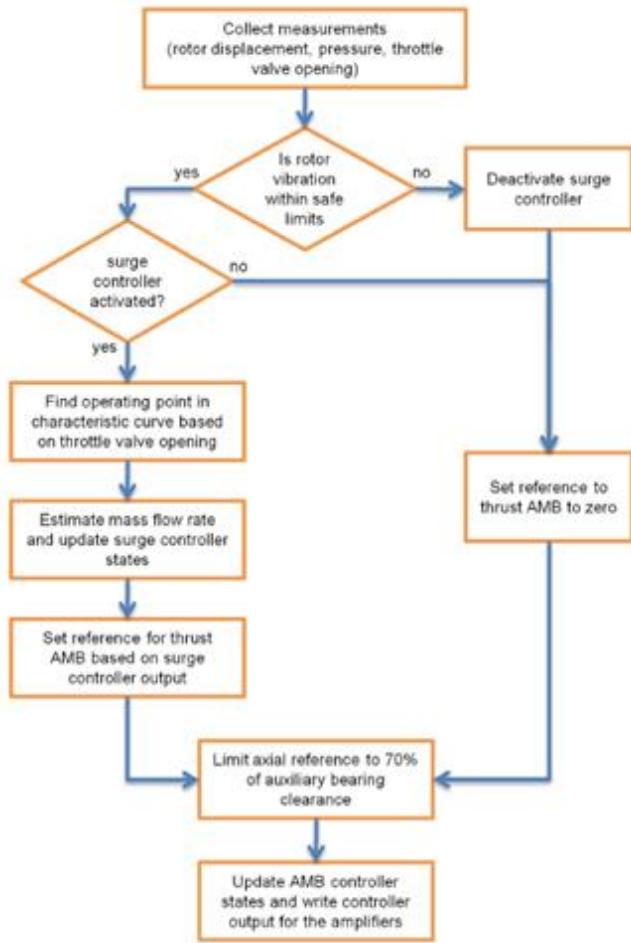 Collect measurements
(rotor displacement, pressure, throttle
valve opening)
Is rotor
vibration
within safe
limits
yes
no
Deactivate surge
controller
surge
controller
activated?
no
yes
Find operating point in
characteristic curve based
on throttle valve opening
Set reference to
thrust AMB to zero
Estimate mass flow rate
and update surge controller
states
Set reference for thrust
AMB based on surge
controller output
Limit axial reference to 70%
of auxiliary bearing
clearance
Update AMB controller
states and write controller
output for the amplifiers